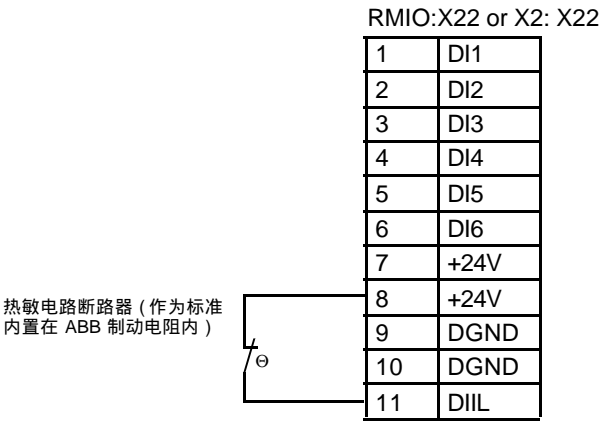 RMIO:X22 or X2: X22
1 DI1
2 DI2
3 DI3
4 DI4
5 DI5
6 DI6
7 +24V
8 +24V
9 DGND
10 DGND
11 DIIL
热敏电路断路器 ( 作为标准
内置在 ABB 制动电阻内 )
Θ